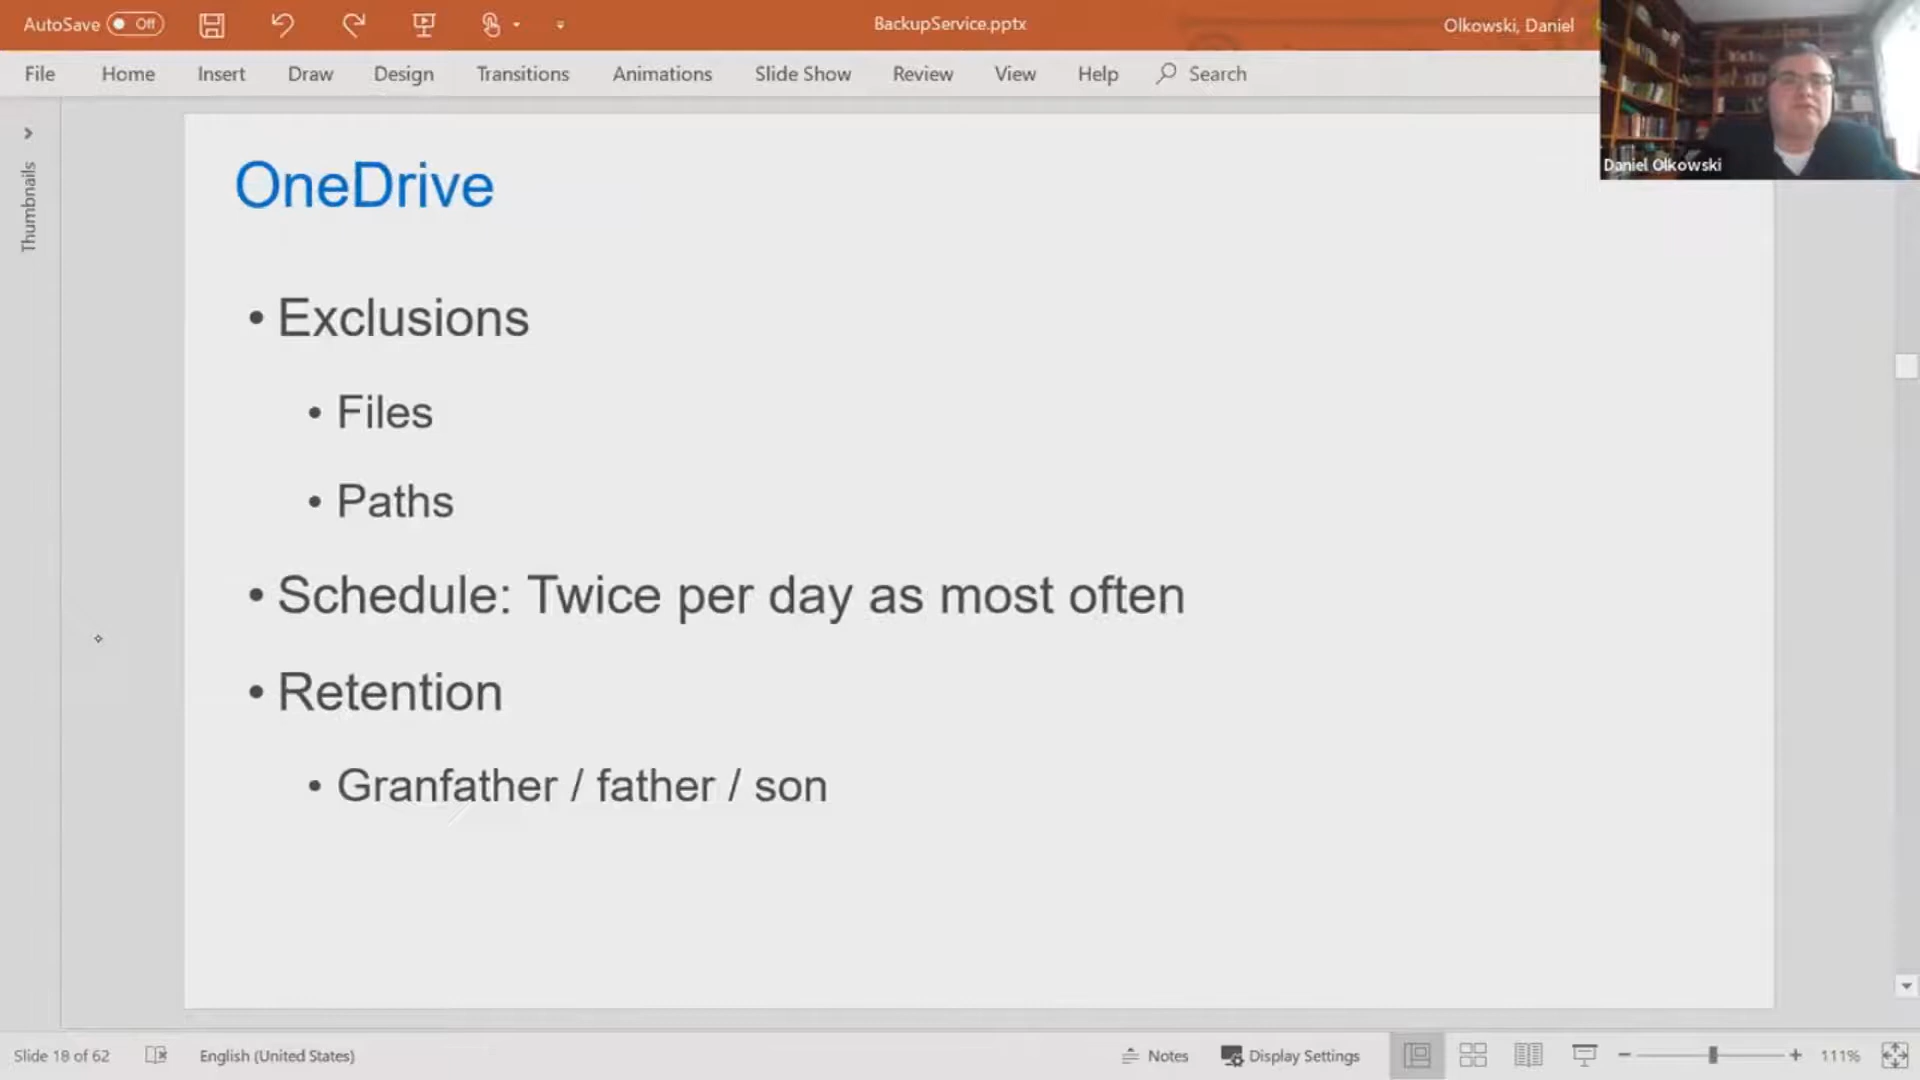 AutoSave Off
BackupService.pptx
Olkowski, Daniel
File Home Insert Draw Design Transitions Animations Slide Show Review View Help Search
Daniel Olkowski
Thumbnails
OneDrive
• Exclusions
• Files
• Paths
• Schedule: Twice per day as most often
• Retention
• Granfather / father / son
Slide 18 of 62 English (United States) Notes Display Settings 111%